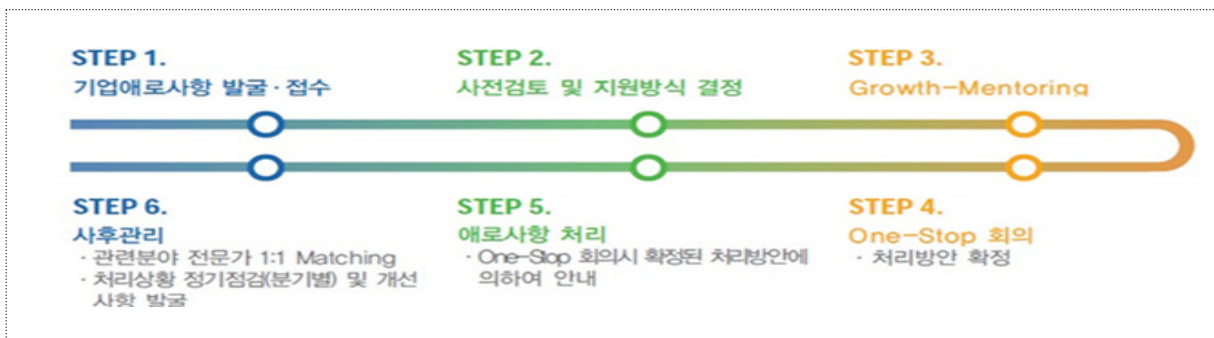 STEP 1.
기업애로사항 발굴·접수
STEP 2.
사전검토 및 지원방식 결정
STEP 3.
Growth-Mentoring
STEP 6.
사후관리
· 관련분야 전문가 1:1 Matching
· 처리상황 정기점검(분기별) 및 개선
사항 발굴
STEP 5.
애로사항 처리
· One-Stop 회의시 확정된 처리방안에
의하여 안내
STEP 4.
One-Stop 회의
· 처리방안 확정